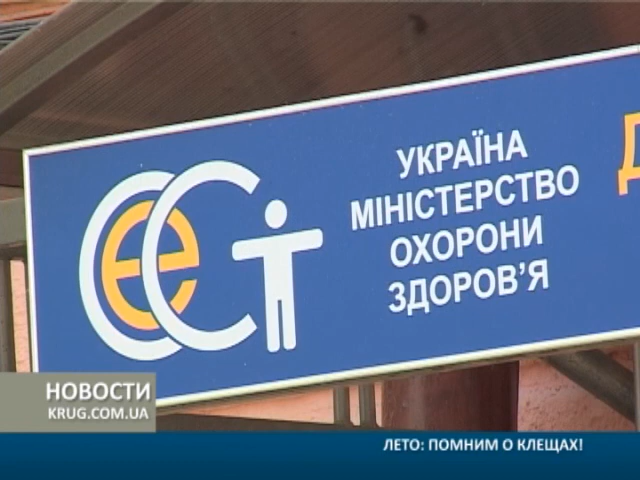 УКРАЇНА
МІНІСТЕРСТВО
ОХОРОНИ
ЗДОРОВ'Я
НОВОСТИ
KRUG.COM.UA
ЛЕТО: ПОМНИМ О КЛЕЩАХ!